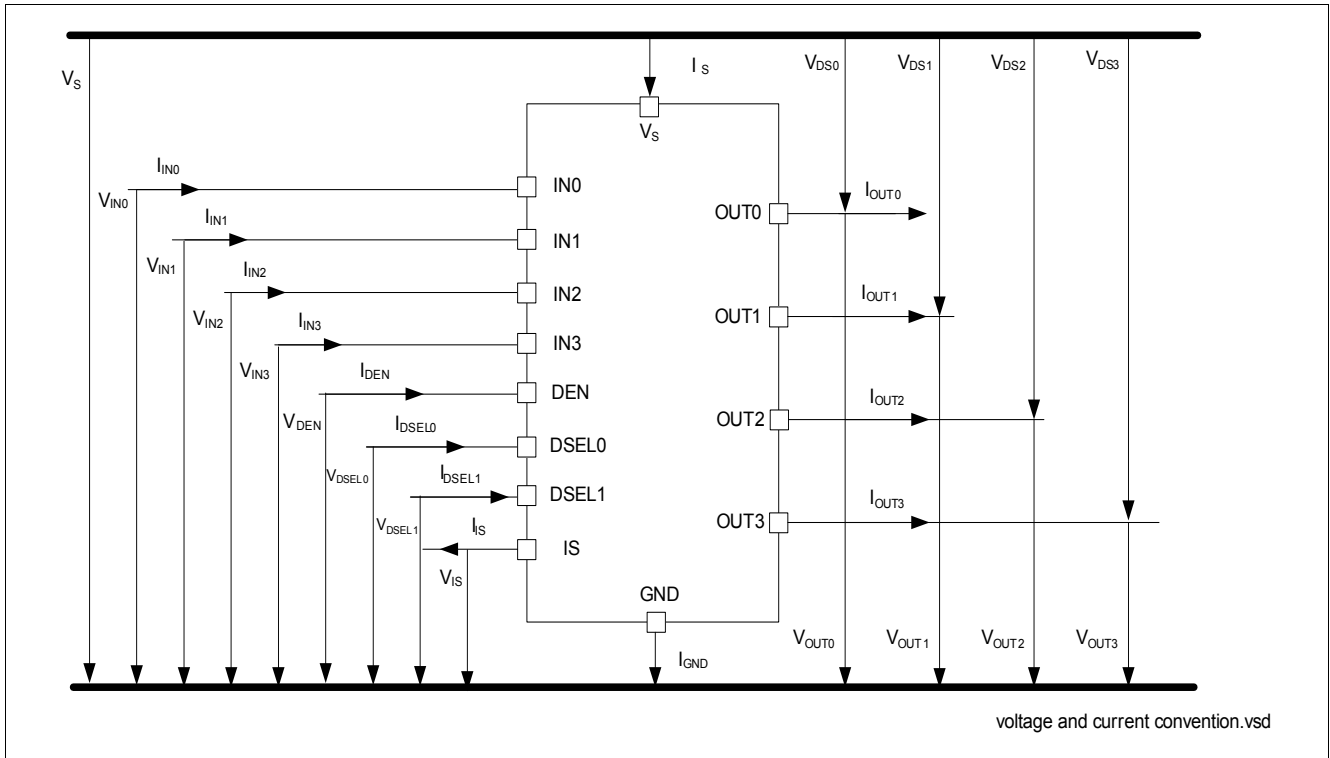 V_S
I_S
V_DS0
V_DS1
V_DS2
V_DS3
V_S
I_IN0
V_IN0
IN0
I_IN1
V_IN1
IN1
I_IN2
V_IN2
IN2
I_IN3
V_IN3
IN3
I_DEN
V_DEN
DEN
I_DSEL0
V_DSEL0
DSEL0
I_DSEL1
V_DSEL1
DSEL1
I_IS
V_IS
IS
OUT0
I_OUT0
OUT1
I_OUT1
OUT2
I_OUT2
OUT3
I_OUT3
GND
I_GND
V_OUT0
V_OUT1
V_OUT2
V_OUT3
voltage and current convention.vsd